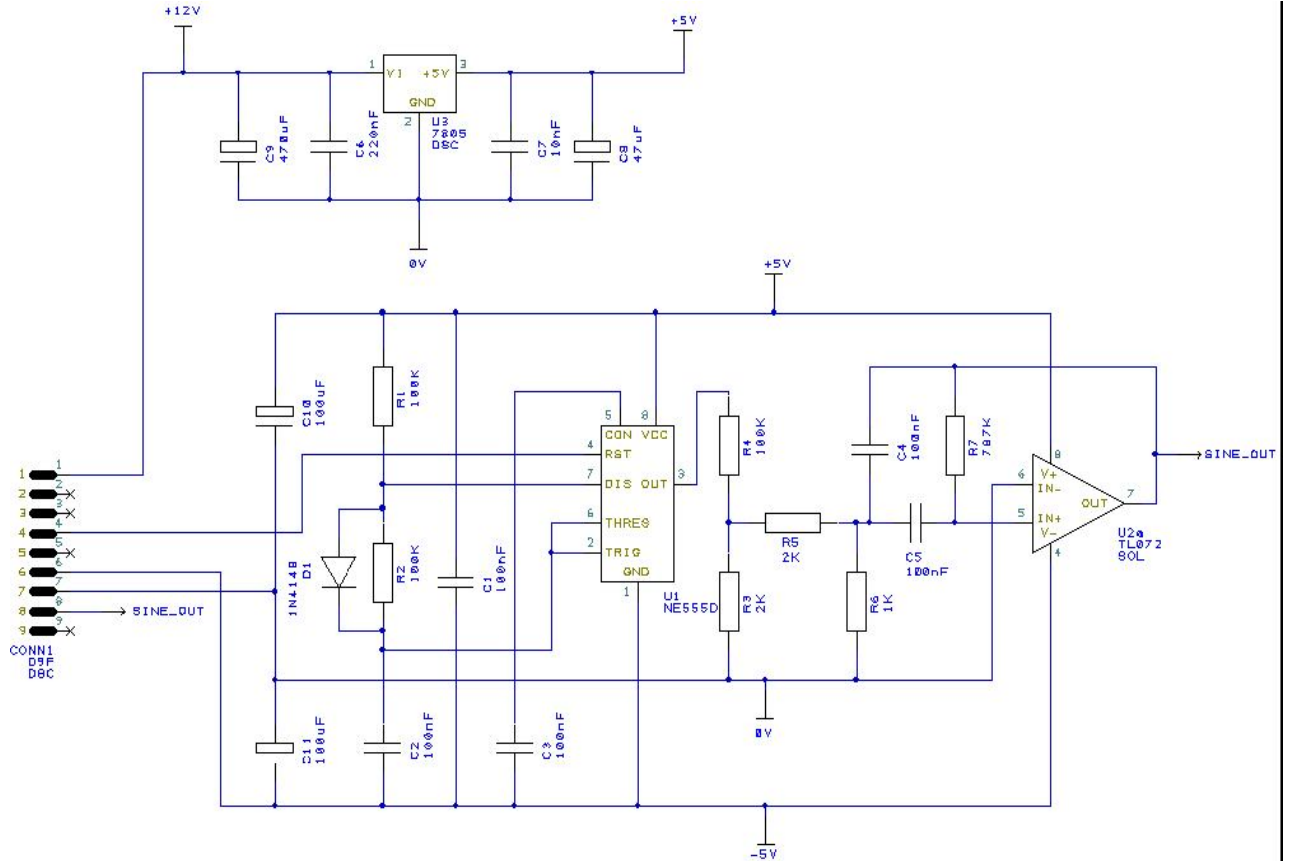 +12V
+5V
1
VI
+5V
3
GND
2
U3
7805
DSC
C9
470uF
C6
220nF
C7
10nF
C8
47uF
0V
+5V
C10
100uF
R1
100K
5
8
CON
VCC
4
RST
7
DIS
OUT
3
6
THRES
2
TRIG
GND
1
U1
NE555D
R4
100K
C4
100nF
R7
787K
8
V+
6
IN-
OUT
7
5
IN+
V-
4
SINE_OUT
U2a
TL072
SOL
R5
2K
C5
100nF
1N4148
D1
R2
100K
C1
100nF
R3
2K
R6
1K
1
1
2
2
3
3
4
4
5
5
6
6
7
7
8
8
SINE_OUT
9
9
CONN1
D9F
DSC
C11
100uF
C2
100nF
C3
100nF
0V
-5V